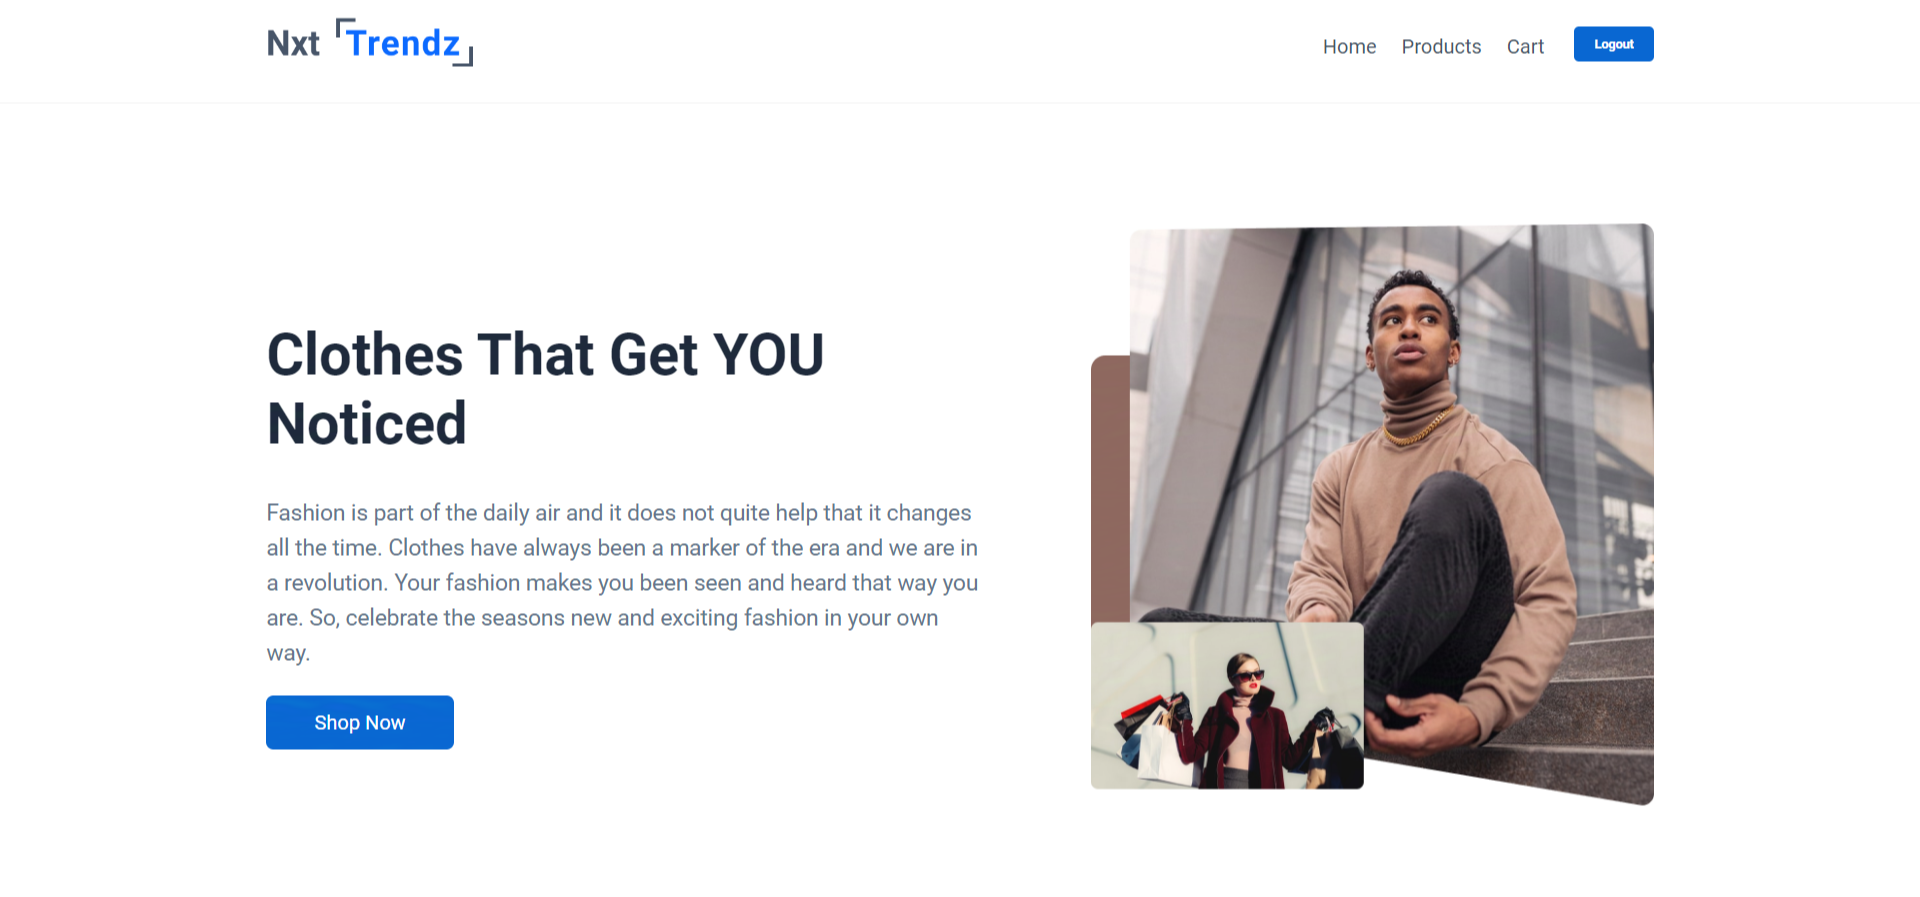 Nxt Trendz
Home Products Cart Logout
Clothes That Get YOU
Noticed
Fashion is part of the daily air and it does not quite help that it changes
all the time. Clothes have always been a marker of the era and we are in
a revolution. Your fashion makes you been seen and heard that way you
are. So, celebrate the seasons new and exciting fashion in your own
way.
Shop Now